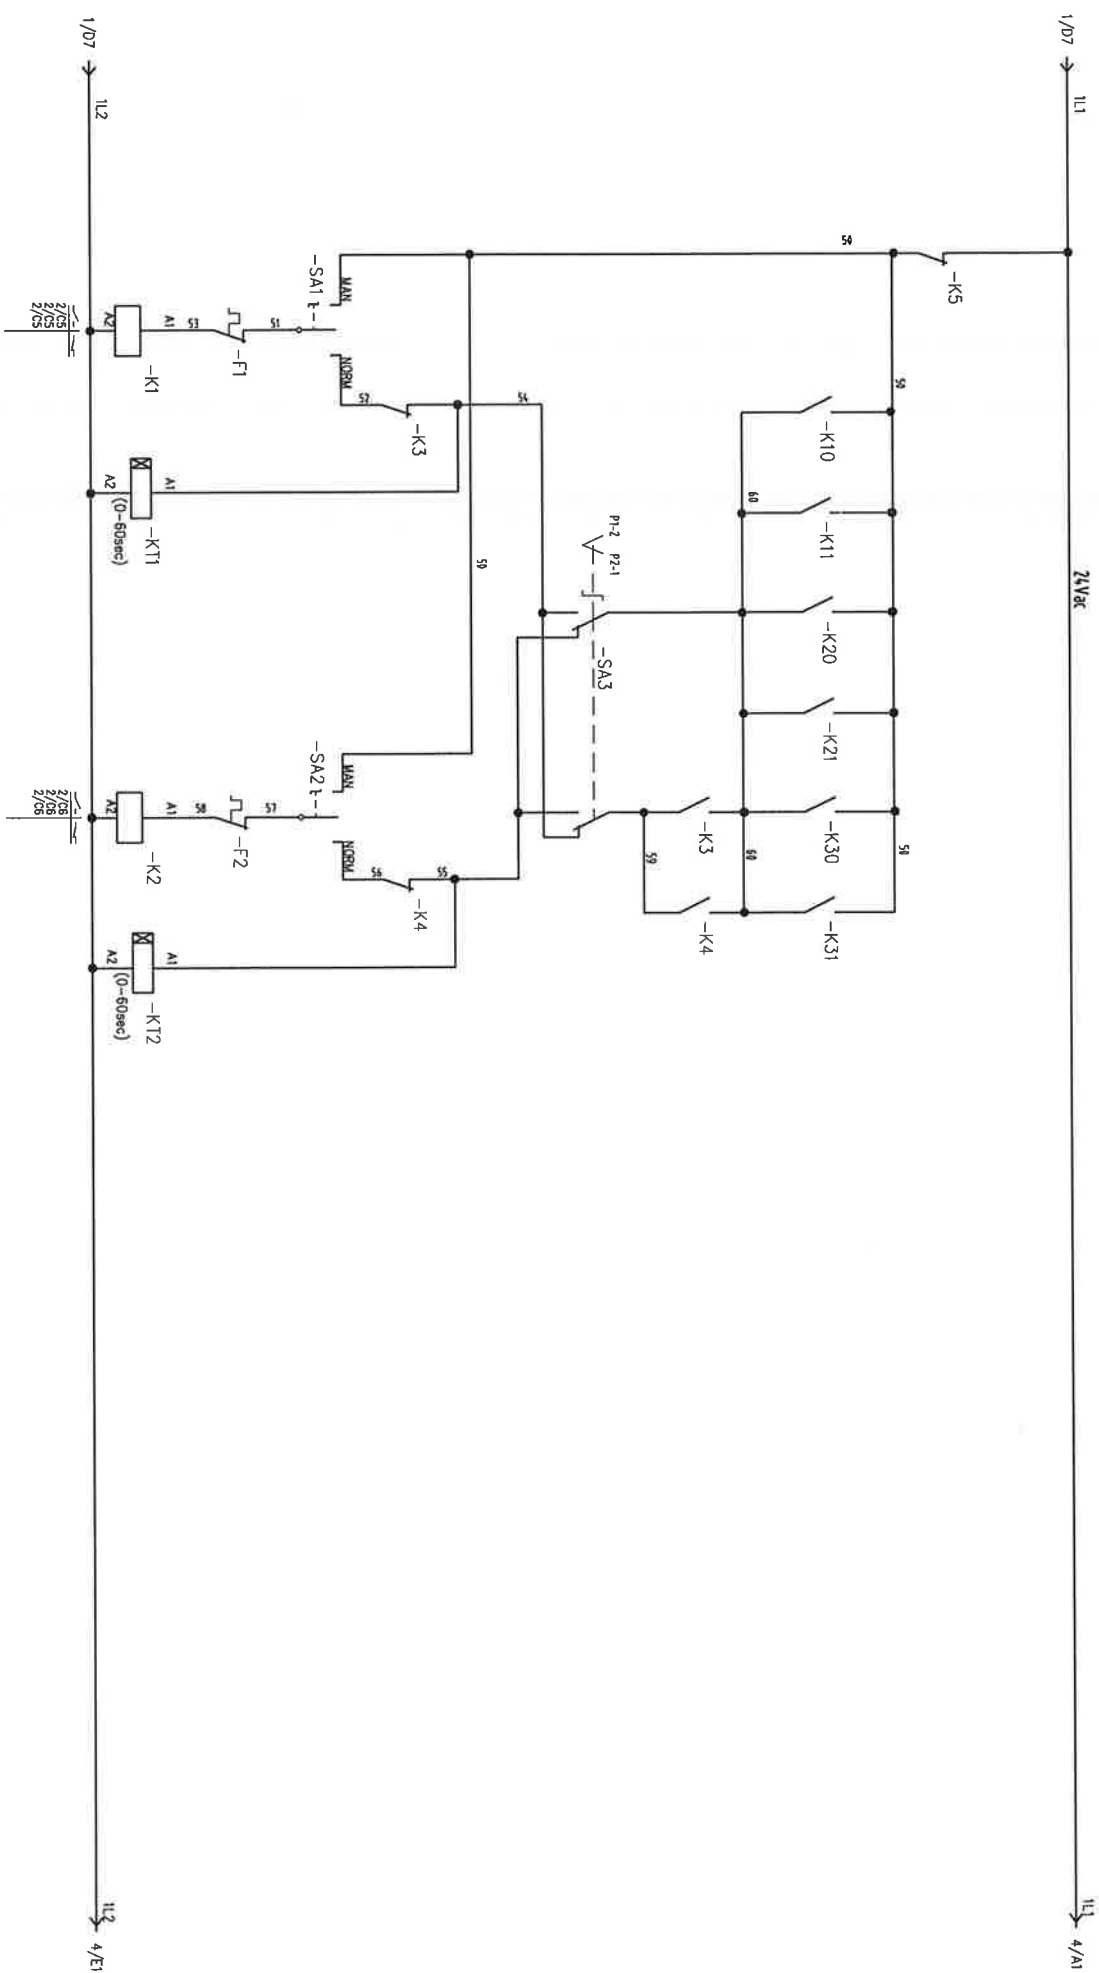 1/D7
1L1
24Vac
1L1
4/A1
-K5
50
50
-K10
-K11
-K20
-K21
-K30
-K31
50
60
60
-K3
-K4
59
P1-2
P2-1
-SA3
54
50
-K3
52
55
-K4
56
MAN
-SA1
NORM
MAN
-SA2
NORM
51
-F1
53
57
-F2
58
A1
-K1
A2
A1
-KT1
A2
(0-60sec)
A1
-K2
A2
A1
-KT2
A2
(0-60sec)
1/D7
1L2
1L2
4/E1
2/C5
2/C5
2/C5
2/C6
2/C6
2/C6